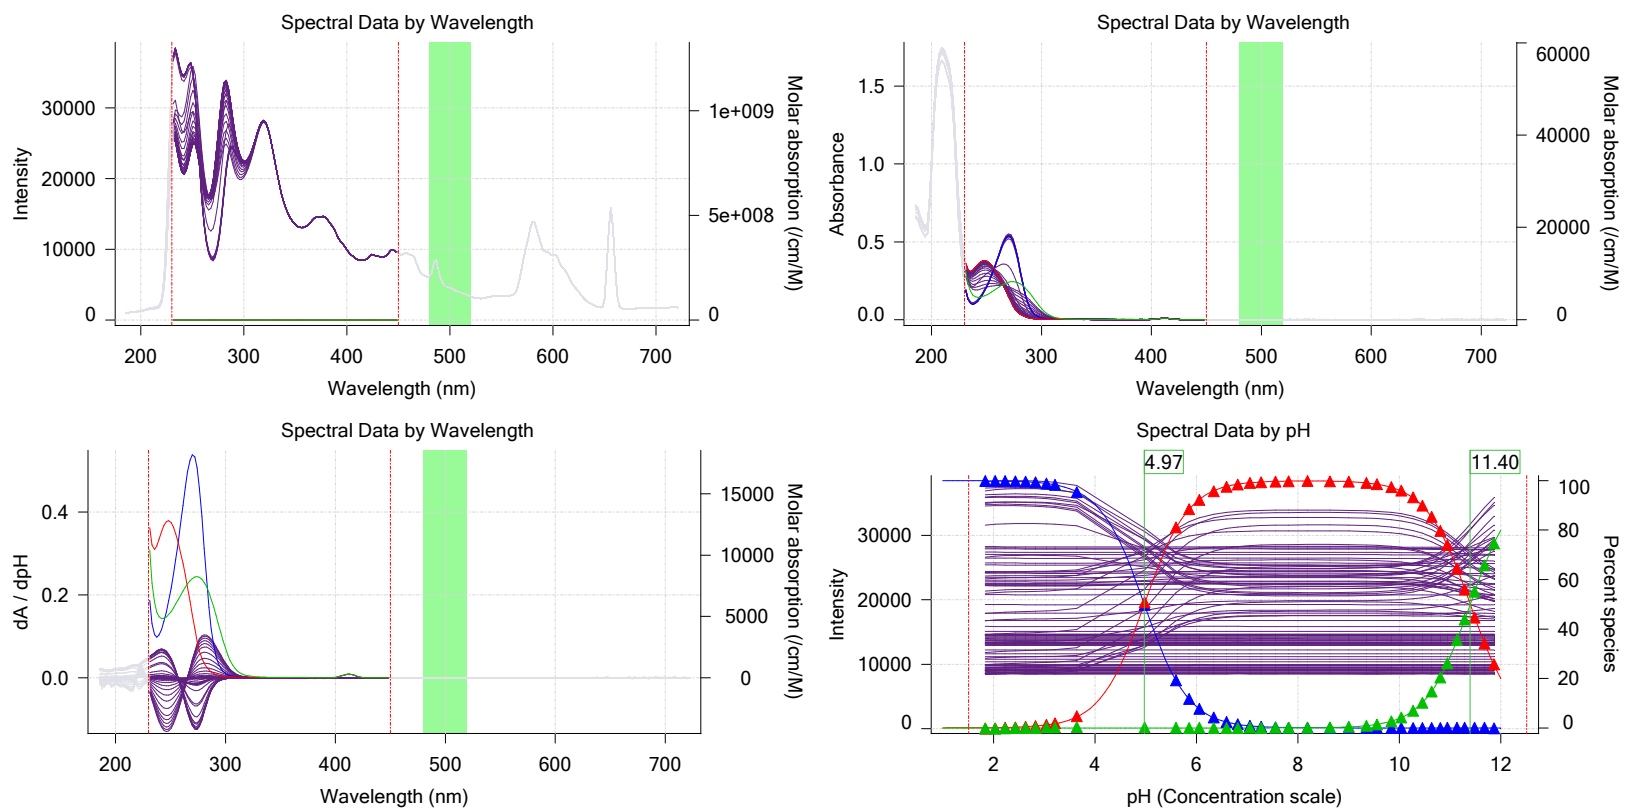 Spectral Data by Wavelength
Intensity
30000
20000
10000
0
1e+009
5e+008
0
Molar absorption (/cm/M)
200 300 400 500 600 700
Wavelength (nm)
Spectral Data by Wavelength
Absorbance
1.5
1.0
0.5
0.0
60000
40000
20000
0
Molar absorption (/cm/M)
200 300 400 500 600 700
Wavelength (nm)
Spectral Data by Wavelength
dA / dpH
0.4
0.2
0.0
15000
10000
5000
0
Molar absorption (/cm/M)
200 300 400 500 600 700
Wavelength (nm)
Spectral Data by pH
4.97 11.40
Intensity
30000
20000
10000
0
100
80
60
40
20
0
Percent species
2 4 6 8 10 12
pH (Concentration scale)